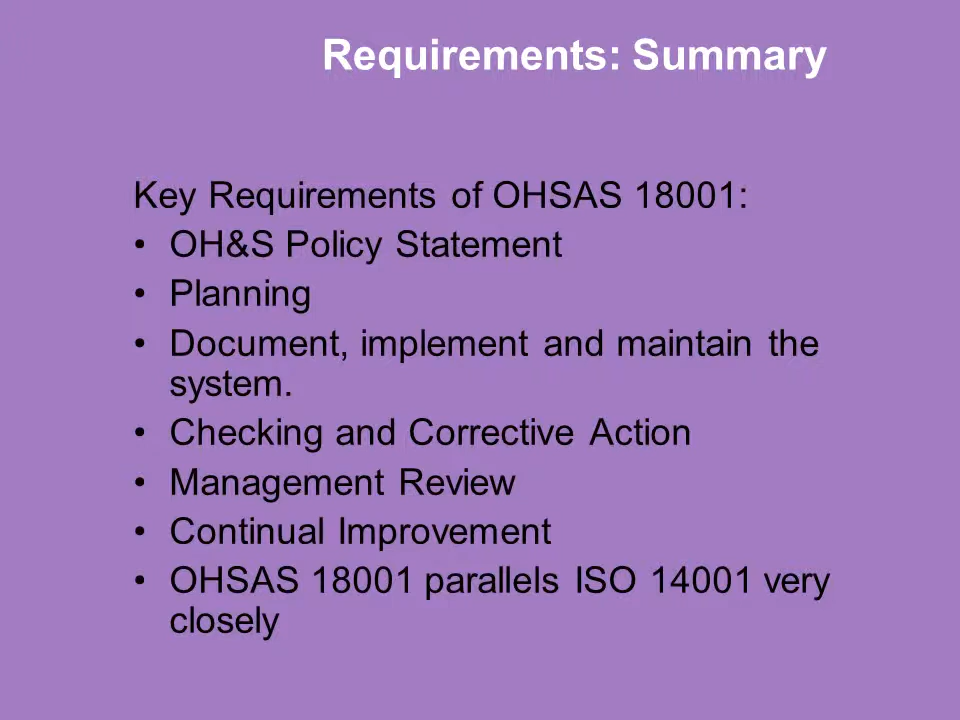 Requirements: Summary
Key Requirements of OHSAS 18001:
• OH&S Policy Statement
• Planning
• Document, implement and maintain the
system.
• Checking and Corrective Action
• Management Review
• Continual Improvement
• OHSAS 18001 parallels ISO 14001 very
closely